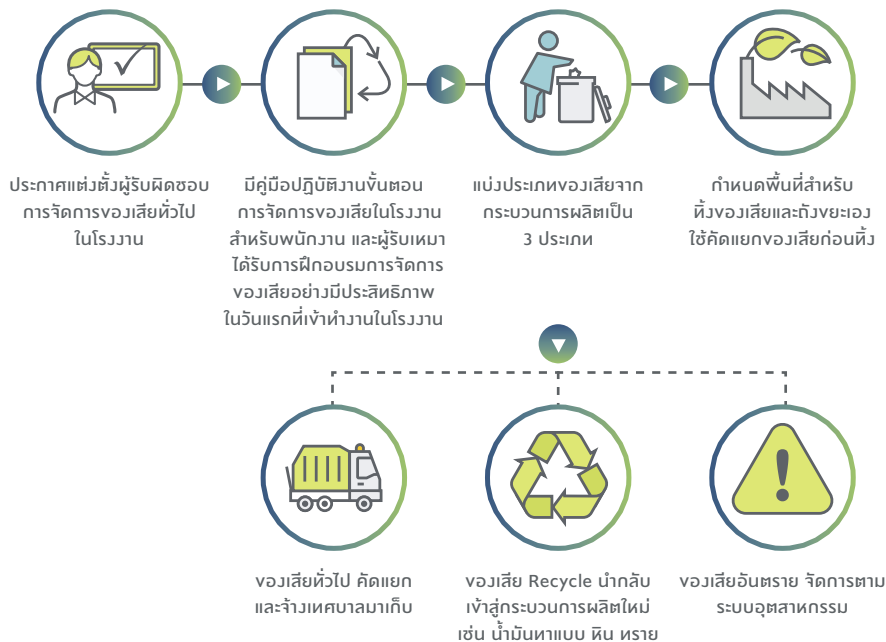 ประกาศแต่งตั้งผู้รับผิดชอบ
การจัดการของเสียทั่วไป
ในโรงงาน
มีคู่มือปฏิบัติงานขั้นตอน
การจัดการของเสียในโรงงาน
สำหรับพนักงาน และผู้รับเหมา
ได้รับการฝึกอบรมการจัดการ
ของเสียอย่างมีประสิทธิภาพ
ในวันแรกที่เข้าทำงานในโรงงาน
แบ่งประเภทของเสียจาก
กระบวนการผลิตเป็น
3 ประเภท
กำหนดพื้นที่สำหรับ
ทิ้งของเสียและถังขยะเอง
ใช้คัดแยกของเสียก่อนทิ้ง
ของเสียทั่วไป คัดแยก
และจ้างเทศบาลมาเก็บ
ของเสีย Recycle นำกลับ
เข้าสู่กระบวนการผลิตใหม่
เช่น น้ำมันทาแบบ หิน ทราย
ของเสียอันตราย จัดการตาม
ระบบอุตสาหกรรม